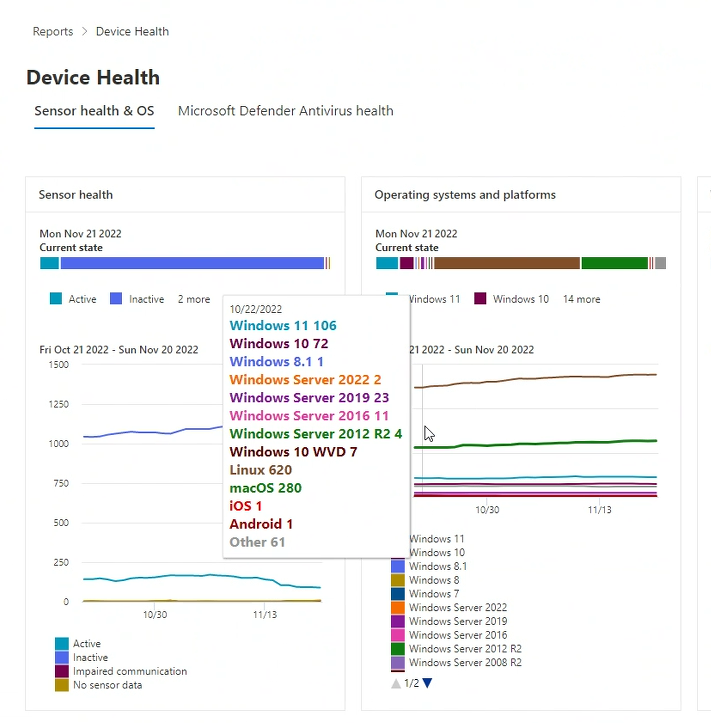 Reports > Device Health
Device Health
Sensor health & OS
Microsoft Defender Antivirus health
Sensor health
Mon Nov 21 2022
Current state
Active
Inactive
2 more
Fri Oct 21 2022 - Sun Nov 20 2022
1500
1250
1000
750
500
250
0
10/30
11/13
Active
Inactive
Impaired communication
No sensor data
10/22/2022
Windows 11 106
Windows 10 72
Windows 8.1 1
Windows Server 2022 2
Windows Server 2019 23
Windows Server 2016 11
Windows Server 2012 R2 4
Windows 10 WVD 7
Linux 620
macOS 280
iOS 1
Android 1
Other 61
Operating systems and platforms
Mon Nov 21 2022
Current state
indows 11
Windows 10
14 more
21 2022 - Sun Nov 20 2022
10/30
11/13
Windows 11
Windows 10
Windows 8.1
Windows 8
Windows 7
Windows Server 2022
Windows Server 2019
Windows Server 2016
Windows Server 2012 R2
Windows Server 2008 R2
1/2